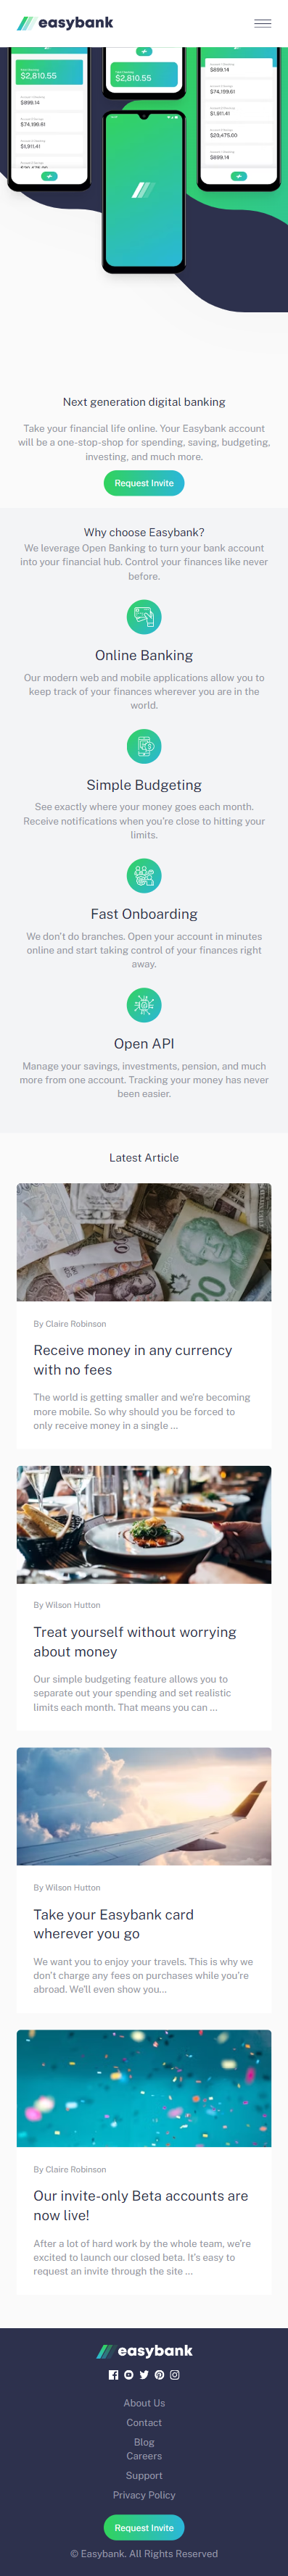 easybank
$2,810.55
$2,810.55
$899.14
$74,199.61
$1,911.41
$20,475.00
$899.14
$899.14
$74,199.61
$1,911.41
Next generation digital banking
Take your financial life online. Your Easybank account
will be a one-stop-shop for spending, saving, budgeting,
investing, and much more.
Request Invite
Why choose Easybank?
We leverage Open Banking to turn your bank account
into your financial hub. Control your finances like never
before.
Online Banking
Our modern web and mobile applications allow you to
keep track of your finances wherever you are in the
world.
Simple Budgeting
See exactly where your money goes each month.
Receive notifications when you're close to hitting your
limits.
Fast Onboarding
We don't do branches. Open your account in minutes
online and start taking control of your finances right
away.
Open API
Manage your savings, investments, pension, and much
more from one account. Tracking your money has never
been easier.
Latest Article
By Claire Robinson
Receive money in any currency
with no fees
The world is getting smaller and we're becoming
more mobile. So why should you be forced to
only receive money in a single ...
By Wilson Hutton
Treat yourself without worrying
about money
Our simple budgeting feature allows you to
separate out your spending and set realistic
limits each month. That means you can ...
By Wilson Hutton
Take your Easybank card
wherever you go
We want you to enjoy your travels. This is why we
don't charge any fees on purchases while you're
abroad. We'll even show you...
By Claire Robinson
Our invite-only Beta accounts are
now live!
After a lot of hard work by the whole team, we're
excited to launch our closed beta. It's easy to
request an invite through the site ...
easybank
About Us
Contact
Blog
Careers
Support
Privacy Policy
Request Invite
© Easybank. All Rights Reserved